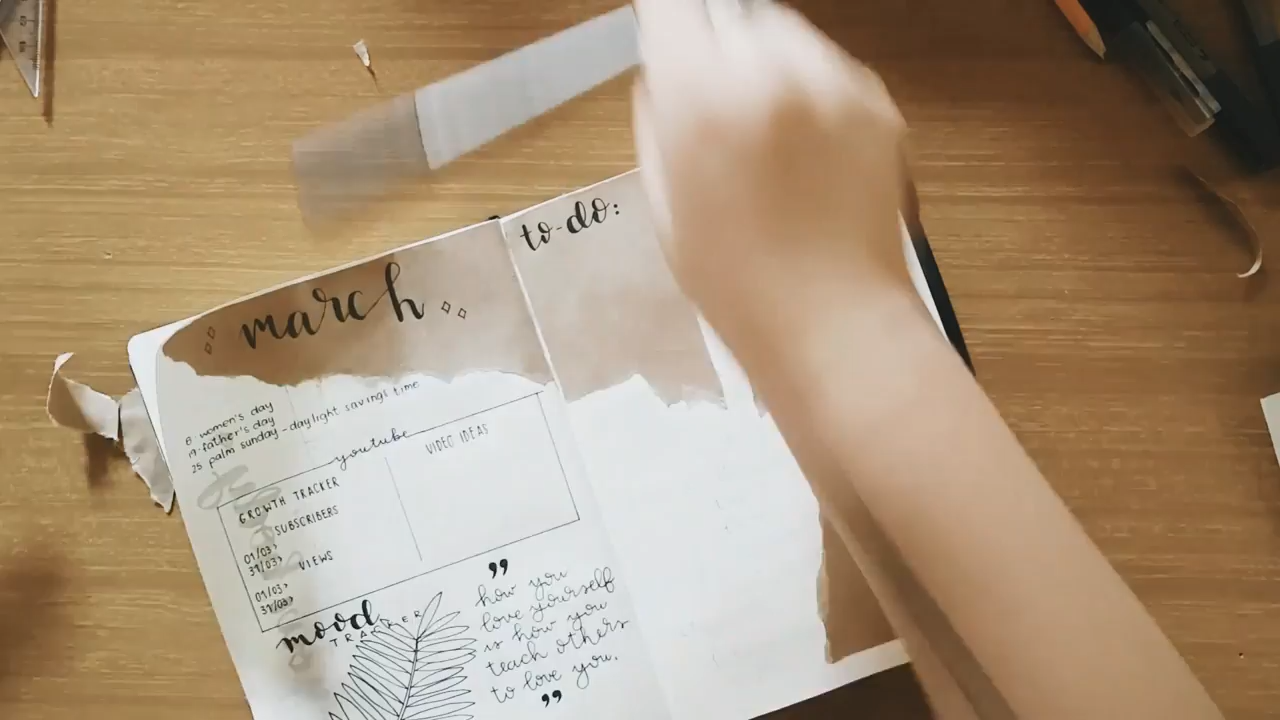 march
to-do:
8 women's day
19-father's day
25 palm sunday - daylight savings time
youtube
GROWTH TRACKER
SUBSCRIBERS
01/03>
31/03>
VIEWS
01/03>
31/03>
VIDEO IDEAS
mood
TRACKER
"
how you
love yourself
is how you
teach others
to love you.
"